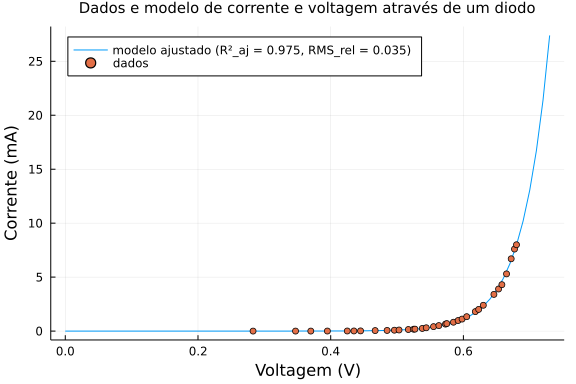 Dados e modelo de corrente e voltagem através de um diodo
modelo ajustado (R²_aj = 0.975, RMS_rel = 0.035)
dados
Corrente (mA)
25
20
15
10
5
0
0.0 0.2 0.4 0.6
Voltagem (V)